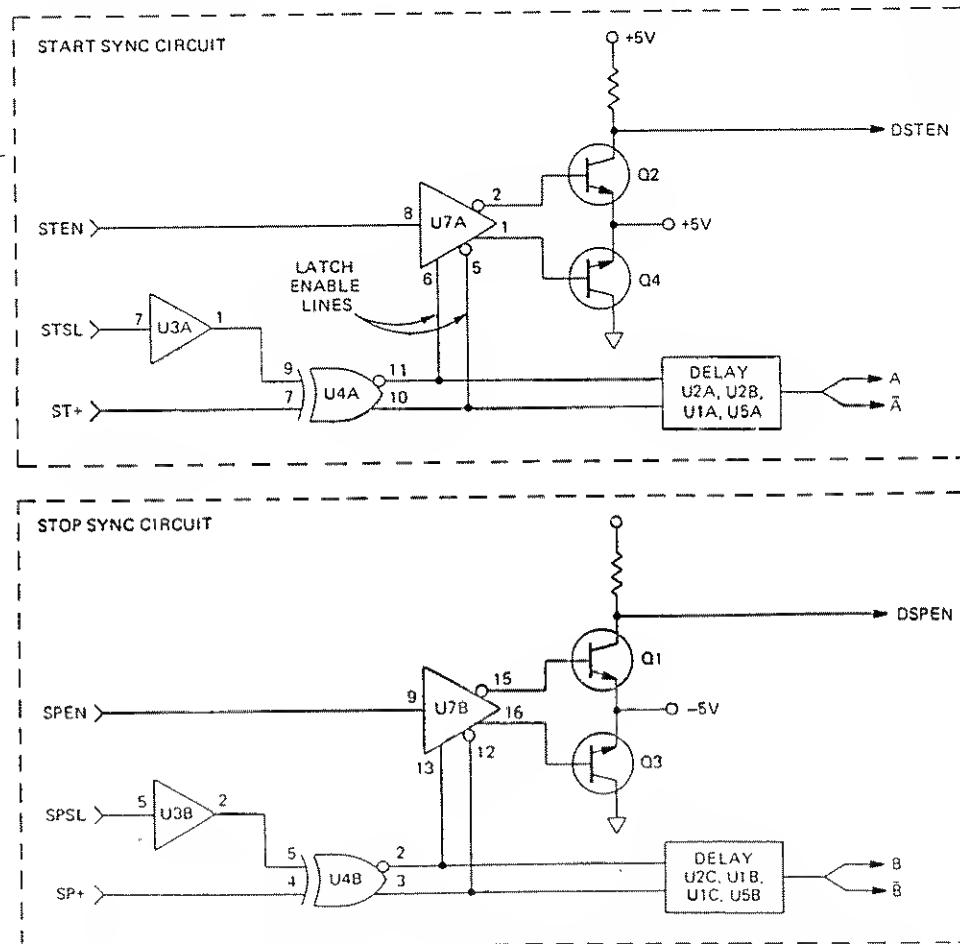 START SYNC CIRCUIT
+5V
DSTEN
Q2
2
8
U7A
STEN
1
+5V
5
6
LATCH
ENABLE
LINES
Q4
STSL
7
U3A
1
9
11
DELAY
U2A, U2B,
U1A, U5A
A
Ā
7
U4A
10
ST+
STOP SYNC CIRCUIT
DSPEN
Q1
15
9
U7B
SPEN
16
-5V
12
13
Q3
SPSL
5
U3B
2
5
2
DELAY
U2C, U1B,
U1C, U5B
B
B̄
4
U4B
3
SP+